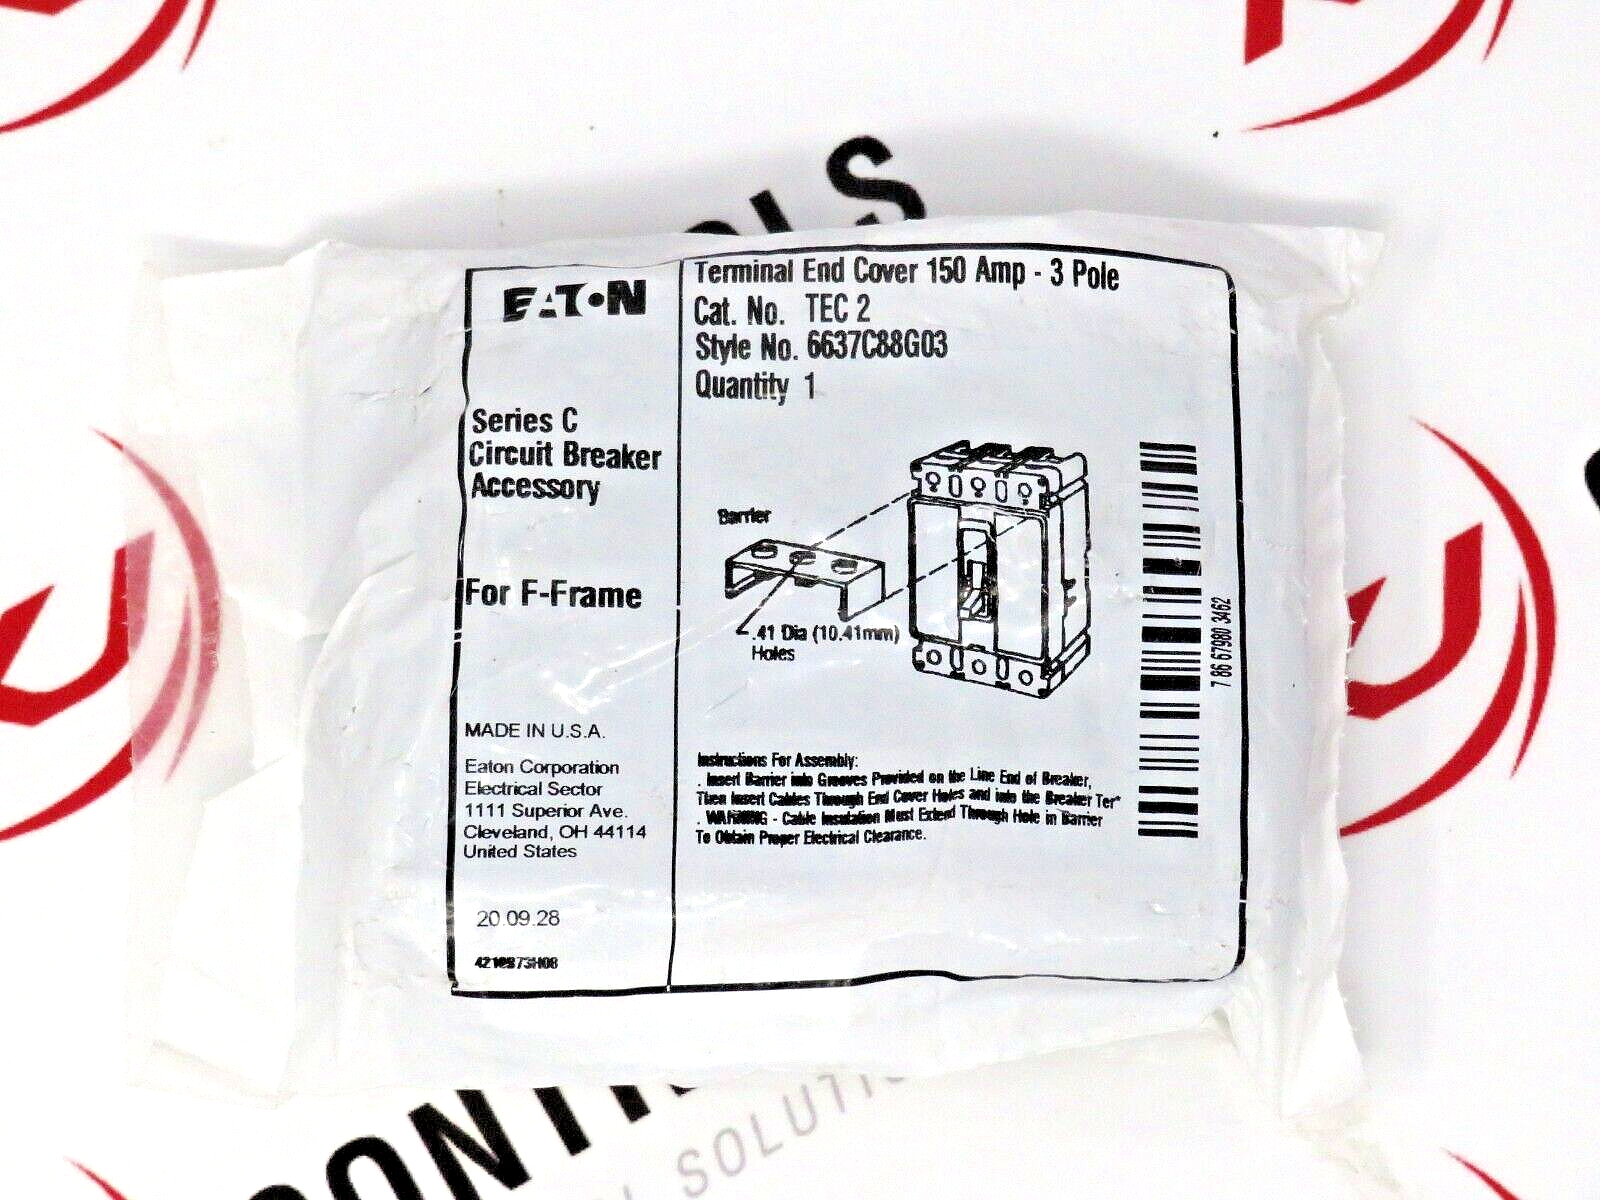 EATON
Series C
Circuit Breaker
Accessory
For F-Frame
MADE IN U.S.A.
Eaton Corporation
Electrical Sector
1111 Superior Ave.
Cleveland, OH 44114
United States
20.09.28
Terminal End Cover 150 Amp - 3 Pole
Cat. No. TEC 2
Style No. 6637C88G03
Quantity 1
Barrier
.41 Dia (10.41mm)
Holes
7 86 67980 3462
Instructions For Assembly:
. Insert Barrier into Grooves Provided on the Line End of Breaker,
Then Insert Cables Through End Cover Holes and into the Breaker Ter"
. WARNING - Cable Insulation Must Extend Through Hole in Barrier
To Obtain Proper Electrical Clearance.